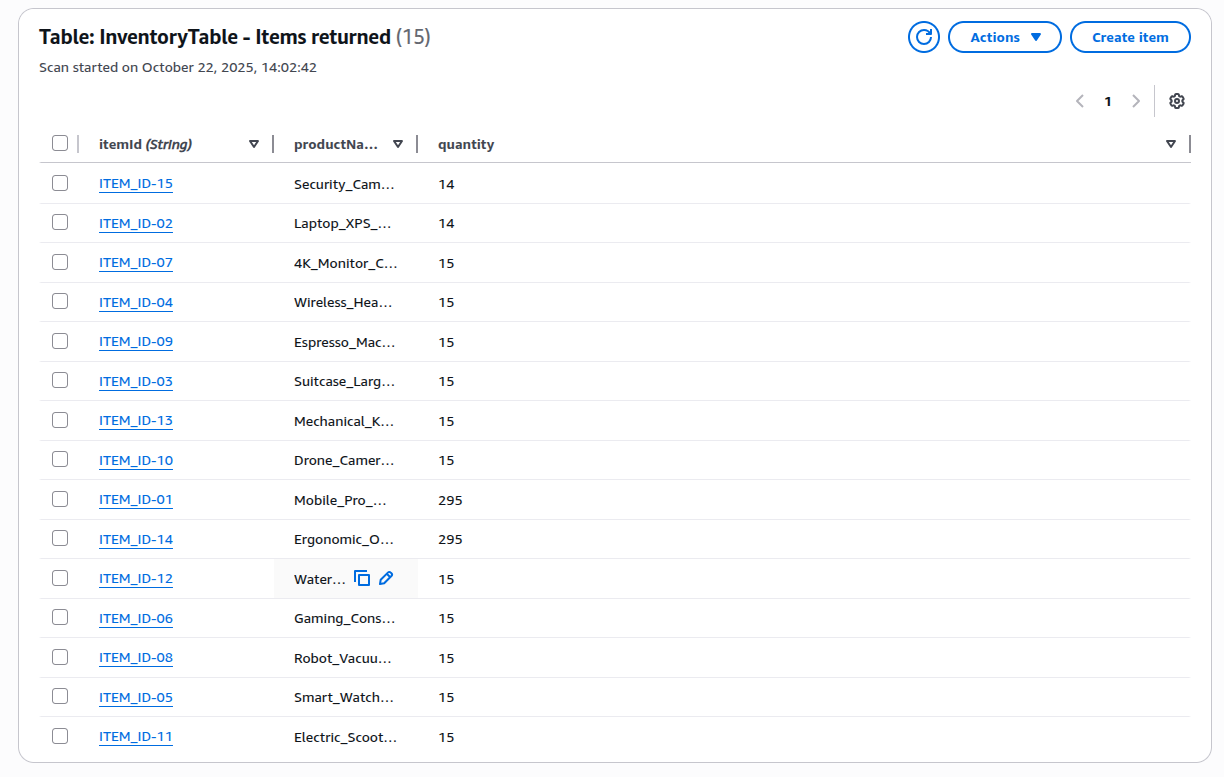 Table: InventoryTable - Items returned (15)
Actions
Create item
Scan started on October 22, 2025, 14:02:42
1
itemId (String) productNa... quantity
ITEM_ID-15 Security_Cam... 14
ITEM_ID-02 Laptop_XPS_... 14
ITEM_ID-07 4K_Monitor_C... 15
ITEM_ID-04 Wireless_Hea... 15
ITEM_ID-09 Espresso_Mac... 15
ITEM_ID-03 Suitcase_Larg... 15
ITEM_ID-13 Mechanical_K... 15
ITEM_ID-10 Drone_Camer... 15
ITEM_ID-01 Mobile_Pro_... 295
ITEM_ID-14 Ergonomic_O... 295
ITEM_ID-12 Water... 15
ITEM_ID-06 Gaming_Cons... 15
ITEM_ID-08 Robot_Vacuu... 15
ITEM_ID-05 Smart_Watch... 15
ITEM_ID-11 Electric_Scoot... 15